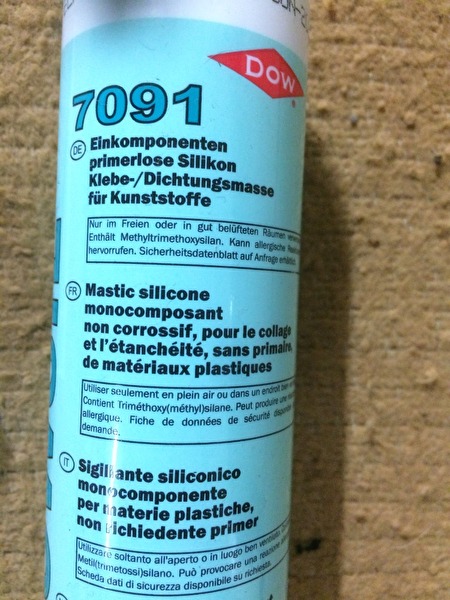 DOW
7091
DE Einkomponenten
primerlose Silikon
Klebe-/Dichtungsmasse
für Kunststoffe
Nur im Freien oder in gut belüfteten Räumen
Enthält Methyltrimethoxysilan. Kann allergische
hervorrufen. Sicherheitsdatenblatt auf Anfrage erhältlich.
FR Mastic silicone
monocomposant
non corrossif, pour le collage
et l'étanchéité, sans primaire,
de matériaux plastiques
Utiliser seulement en plein air ou dans un endroit bien
Contient Triméthoxy(méthyl)silane. Peut produire une
allergique. Fiche de données de sécurité disponible
demande.
IT Sigillante siliconico
monocomponente
per materie plastiche,
non richiedente primer
Utilizzare soltanto all'aperto o in luogo ben ventilato.
Metil(trimetossi)silano. Può provocare una reazione
Scheda dati di sicurezza disponibile su richiesta.